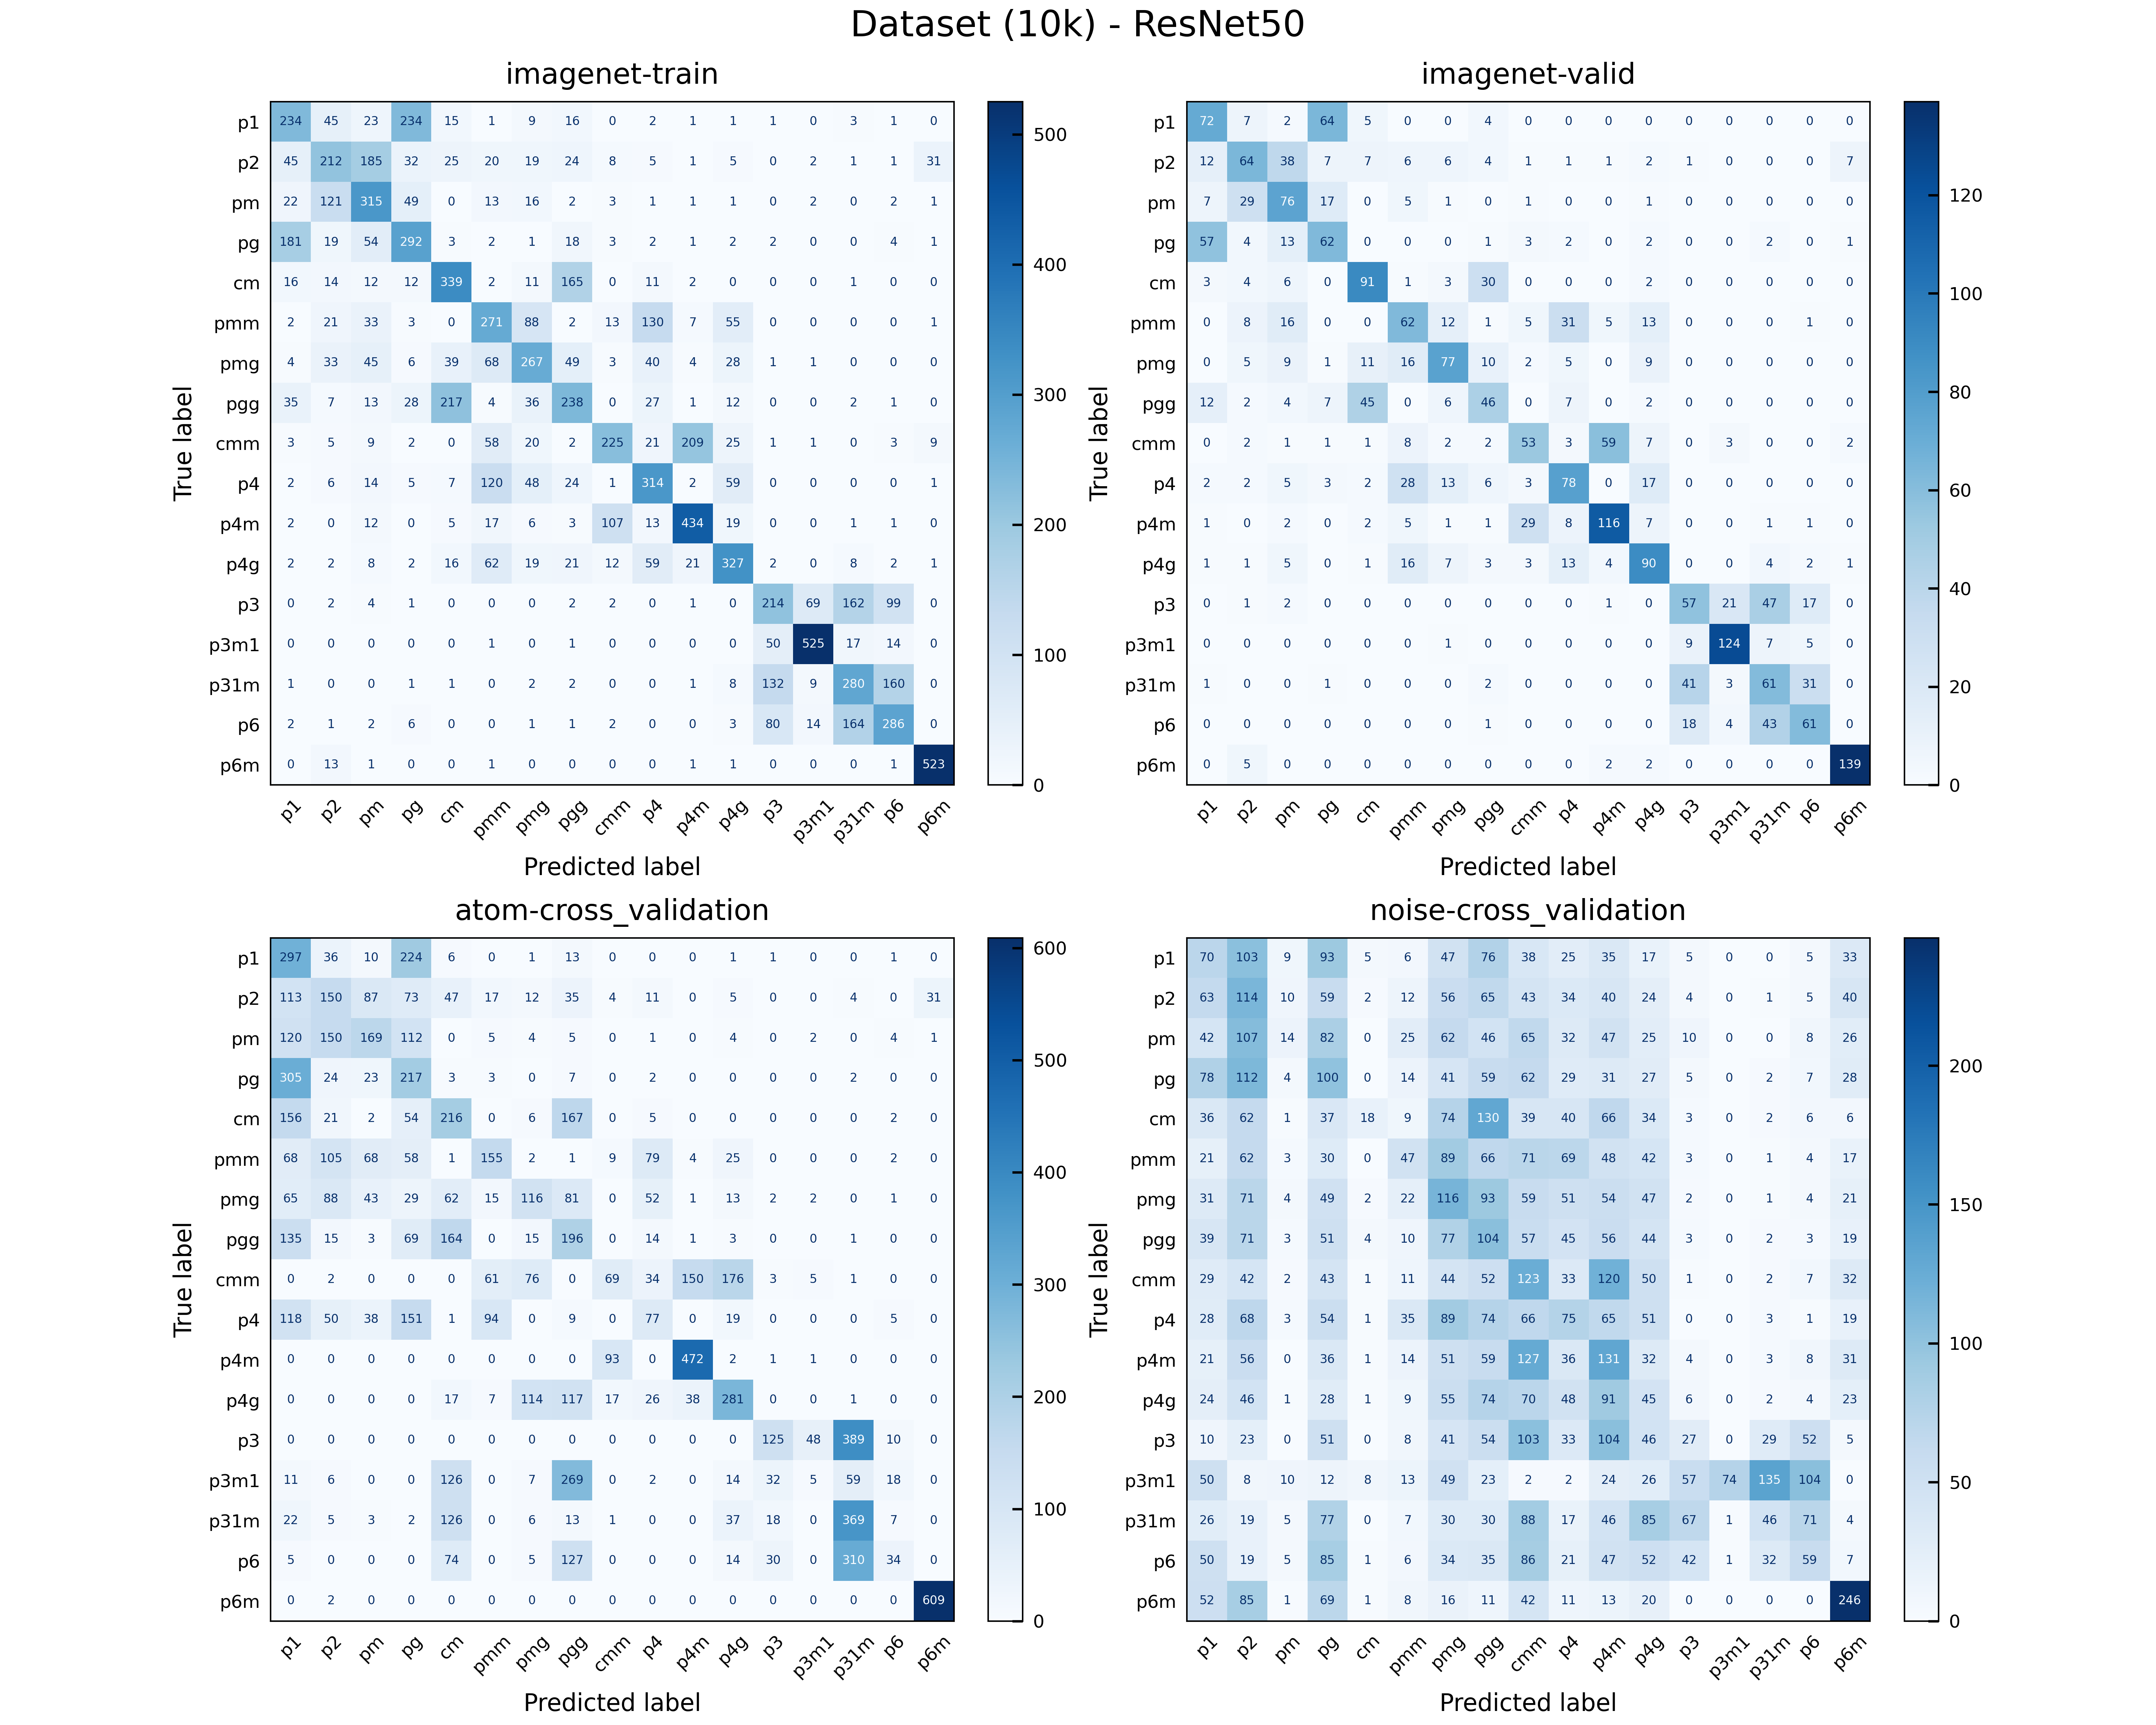 Dataset (10k) - ResNet50
imagenet-train
True label
p1 234 45 23 234 15 1 9 16 0 2 1 1 1 0 3 1 0
p2 45 212 185 32 25 20 19 24 8 5 1 5 0 2 1 1 31
pm 22 121 315 49 0 13 16 2 3 1 1 1 0 2 0 2 1
pg 181 19 54 292 3 2 1 18 3 2 1 2 2 0 0 4 1
cm 16 14 12 12 339 2 11 165 0 11 2 0 0 0 1 0 0
pmm 2 21 33 3 0 271 88 2 13 130 7 55 0 0 0 0 1
pmg 4 33 45 6 39 68 267 49 3 40 4 28 1 1 0 0 0
pgg 35 7 13 28 217 4 36 238 0 27 1 12 0 0 2 1 0
cmm 3 5 9 2 0 58 20 2 225 21 209 25 1 1 0 3 9
p4 2 6 14 5 7 120 48 24 1 314 2 59 0 0 0 0 1
p4m 2 0 12 0 5 17 6 3 107 13 434 19 0 0 1 1 0
p4g 2 2 8 2 16 62 19 21 12 59 21 327 2 0 8 2 1
p3 0 2 4 1 0 0 0 2 2 0 1 0 214 69 162 99 0
p3m1 0 0 0 0 0 1 0 1 0 0 0 0 50 525 17 14 0
p31m 1 0 0 1 1 0 2 2 0 0 1 8 132 9 280 160 0
p6 2 1 2 6 0 0 1 1 2 0 0 3 80 14 164 286 0
p6m 0 13 1 0 0 1 0 0 0 0 1 1 0 0 0 1 523
p1 p2 pm pg cm pmm pmg pgg cmm p4 p4m p4g p3 p3m1 p31m p6 p6m
Predicted label
500
400
300
200
100
0
imagenet-valid
True label
p1 72 7 2 64 5 0 0 4 0 0 0 0 0 0 0 0 0
p2 12 64 38 7 7 6 6 4 1 1 1 2 1 0 0 0 7
pm 7 29 76 17 0 5 1 0 1 0 0 1 0 0 0 0 0
pg 57 4 13 62 0 0 0 1 3 2 0 2 0 0 2 0 1
cm 3 4 6 0 91 1 3 30 0 0 0 2 0 0 0 0 0
pmm 0 8 16 0 0 62 12 1 5 31 5 13 0 0 0 1 0
pmg 0 5 9 1 11 16 77 10 2 5 0 9 0 0 0 0 0
pgg 12 2 4 7 45 0 6 46 0 7 0 2 0 0 0 0 0
cmm 0 2 1 1 1 8 2 2 53 3 59 7 0 3 0 0 2
p4 2 2 5 3 2 28 13 6 3 78 0 17 0 0 0 0 0
p4m 1 0 2 0 2 5 1 1 29 8 116 7 0 0 1 1 0
p4g 1 1 5 0 1 16 7 3 3 13 4 90 0 0 4 2 1
p3 0 1 2 0 0 0 0 0 0 0 1 0 57 21 47 17 0
p3m1 0 0 0 0 0 0 1 0 0 0 0 0 9 124 7 5 0
p31m 1 0 0 1 0 0 0 2 0 0 0 0 41 3 61 31 0
p6 0 0 0 0 0 0 0 1 0 0 0 0 18 4 43 61 0
p6m 0 5 0 0 0 0 0 0 0 0 2 2 0 0 0 0 139
p1 p2 pm pg cm pmm pmg pgg cmm p4 p4m p4g p3 p3m1 p31m p6 p6m
Predicted label
120
100
80
60
40
20
0
atom-cross_validation
True label
p1 297 36 10 224 6 0 1 13 0 0 0 1 1 0 0 1 0
p2 113 150 87 73 47 17 12 35 4 11 0 5 0 0 4 0 31
pm 120 150 169 112 0 5 4 5 0 1 0 4 0 2 0 4 1
pg 305 24 23 217 3 3 0 7 0 2 0 0 0 0 2 0 0
cm 156 21 2 54 216 0 6 167 0 5 0 0 0 0 0 2 0
pmm 68 105 68 58 1 155 2 1 9 79 4 25 0 0 0 2 0
pmg 65 88 43 29 62 15 116 81 0 52 1 13 2 2 0 1 0
pgg 135 15 3 69 164 0 15 196 0 14 1 3 0 0 1 0 0
cmm 0 2 0 0 0 61 76 0 69 34 150 176 3 5 1 0 0
p4 118 50 38 151 1 94 0 9 0 77 0 19 0 0 0 5 0
p4m 0 0 0 0 0 0 0 0 93 0 472 2 1 1 0 0 0
p4g 0 0 0 0 17 7 114 117 17 26 38 281 0 0 1 0 0
p3 0 0 0 0 0 0 0 0 0 0 0 0 125 48 389 10 0
p3m1 11 6 0 0 126 0 7 269 0 2 0 14 32 5 59 18 0
p31m 22 5 3 2 126 0 6 13 1 0 0 37 18 0 369 7 0
p6 5 0 0 0 74 0 5 127 0 0 0 14 30 0 310 34 0
p6m 0 2 0 0 0 0 0 0 0 0 0 0 0 0 0 0 609
p1 p2 pm pg cm pmm pmg pgg cmm p4 p4m p4g p3 p3m1 p31m p6 p6m
Predicted label
600
500
400
300
200
100
0
noise-cross_validation
True label
p1 70 103 9 93 5 6 47 76 38 25 35 17 5 0 0 5 33
p2 63 114 10 59 2 12 56 65 43 34 40 24 4 0 1 5 40
pm 42 107 14 82 0 25 62 46 65 32 47 25 10 0 0 8 26
pg 78 112 4 100 0 14 41 59 62 29 31 27 5 0 2 7 28
cm 36 62 1 37 18 9 74 130 39 40 66 34 3 0 2 6 6
pmm 21 62 3 30 0 47 89 66 71 69 48 42 3 0 1 4 17
pmg 31 71 4 49 2 22 116 93 59 51 54 47 2 0 1 4 21
pgg 39 71 3 51 4 10 77 104 57 45 56 44 3 0 2 3 19
cmm 29 42 2 43 1 11 44 52 123 33 120 50 1 0 2 7 32
p4 28 68 3 54 1 35 89 74 66 75 65 51 0 0 3 1 19
p4m 21 56 0 36 1 14 51 59 127 36 131 32 4 0 3 8 31
p4g 24 46 1 28 1 9 55 74 70 48 91 45 6 0 2 4 23
p3 10 23 0 51 0 8 41 54 103 33 104 46 27 0 29 52 5
p3m1 50 8 10 12 8 13 49 23 2 2 24 26 57 74 135 104 0
p31m 26 19 5 77 0 7 30 30 88 17 46 85 67 1 46 71 4
p6 50 19 5 85 1 6 34 35 86 21 47 52 42 1 32 59 7
p6m 52 85 1 69 1 8 16 11 42 11 13 20 0 0 0 0 246
p1 p2 pm pg cm pmm pmg pgg cmm p4 p4m p4g p3 p3m1 p31m p6 p6m
Predicted label
200
150
100
50
0